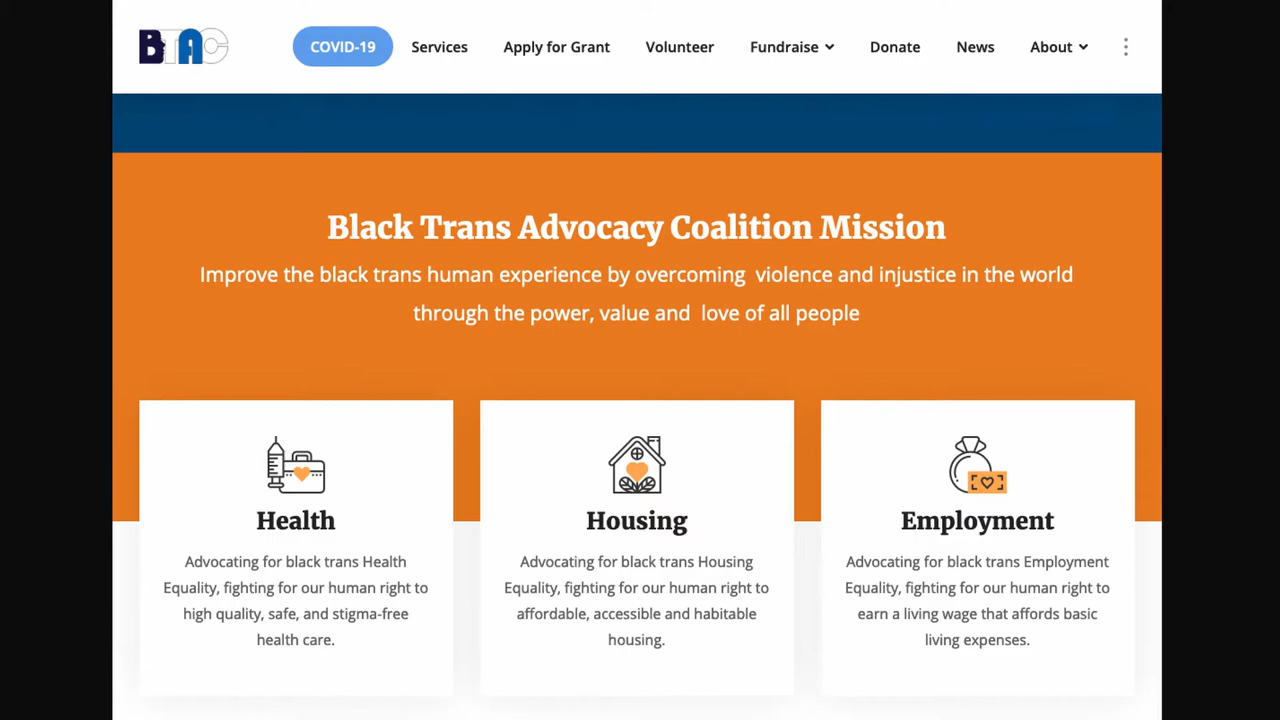 BTAC
COVID-19 Services Apply for Grant Volunteer Fundraise Donate News About
Black Trans Advocacy Coalition Mission
Improve the black trans human experience by overcoming violence and injustice in the world
through the power, value and love of all people
Health
Advocating for black trans Health
Equality, fighting for our human right to
high quality, safe, and stigma-free
health care.
Housing
Advocating for black trans Housing
Equality, fighting for our human right to
affordable, accessible and habitable
housing.
Employment
Advocating for black trans Employment
Equality, fighting for our human right to
earn a living wage that affords basic
living expenses.